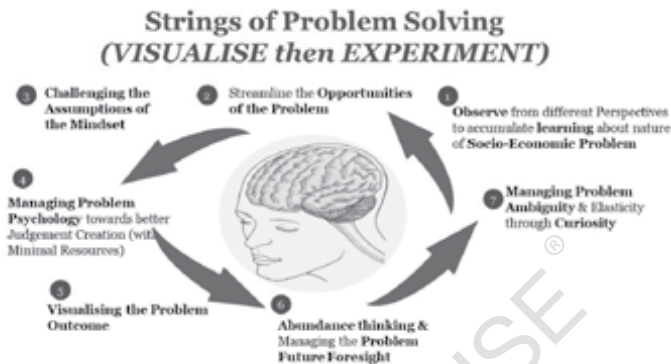 Strings of Problem Solving
(VISUALISE then EXPERIMENT)
3 Challenging the
Assumptions of
the Mindset
2 Streamline the Opportunities
of the Problem
1
Observe from different Perspectives
to accumulate learning about nature
of Socio-Economic Problem
4
Managing Problem
Psychology towards better
Judgement Creation (with
Minimal Resources)
7 Managing Problem
Ambiguity & Elasticity
through Curiosity
5
Visualising the Problem
Outcome
6
Abundance thinking &
Managing the Problem
Future Foresight
®